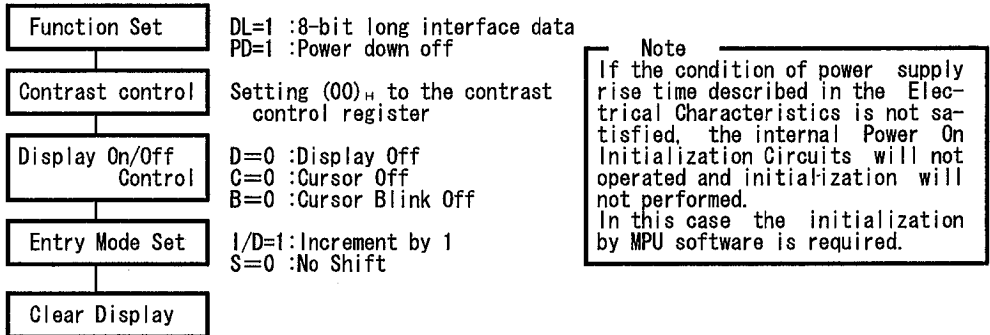 Function Set
DL=1 :8-bit long interface data
PD=1 :Power down off
Contrast control
Setting (00)H to the contrast
control register
Display On/Off
Control
D=0 :Display Off
C=0 :Cursor Off
B=0 :Cursor Blink Off
Entry Mode Set
I/D=1:Increment by 1
S=0 :No Shift
Clear Display
Note
If the condition of power supply
rise time described in the Elec-
trical Characteristics is not sa-
tisfied, the internal Power On
Initialization Circuits will not
operated and initialization will
not performed.
In this case the initialization
by MPU software is required.